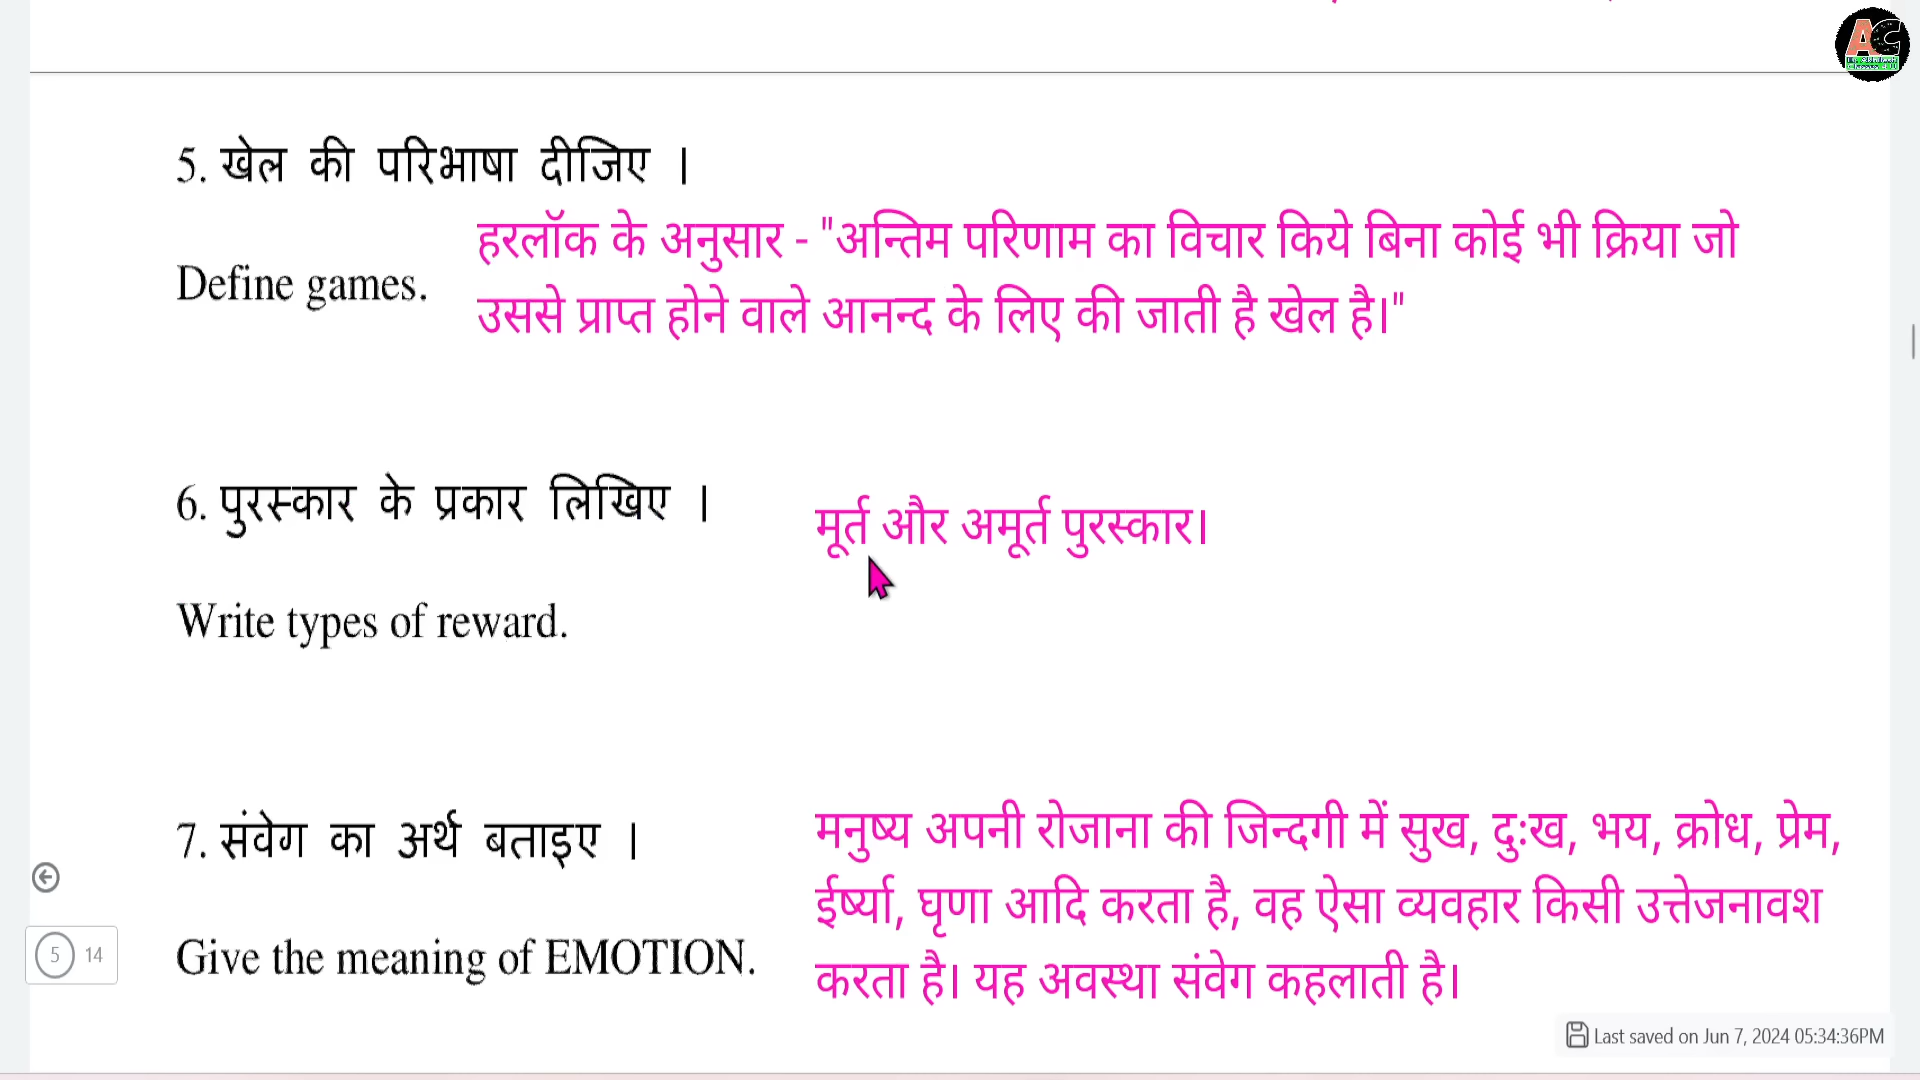 AC
5. खेल की परिभाषा दीजिए ।
हरलॉक के अनुसार - "अन्तिम परिणाम का विचार किये बिना कोई भी क्रिया जो
Define games.
उससे प्राप्त होने वाले आनन्द के लिए की जाती है खेल है।"
6. पुरस्कार के प्रकार लिखिए ।
मूर्त और अमूर्त पुरस्कार।
Write types of reward.
7. संवेग का अर्थ बताइए ।
मनुष्य अपनी रोजाना की जिन्दगी में सुख, दुःख, भय, क्रोध, प्रेम,
ईर्ष्या, घृणा आदि करता है, वह ऐसा व्यवहार किसी उत्तेजनावश
Give the meaning of EMOTION.
करता है। यह अवस्था संवेग कहलाती है।
5 14
Last saved on Jun 7, 2024 05:34:36PM